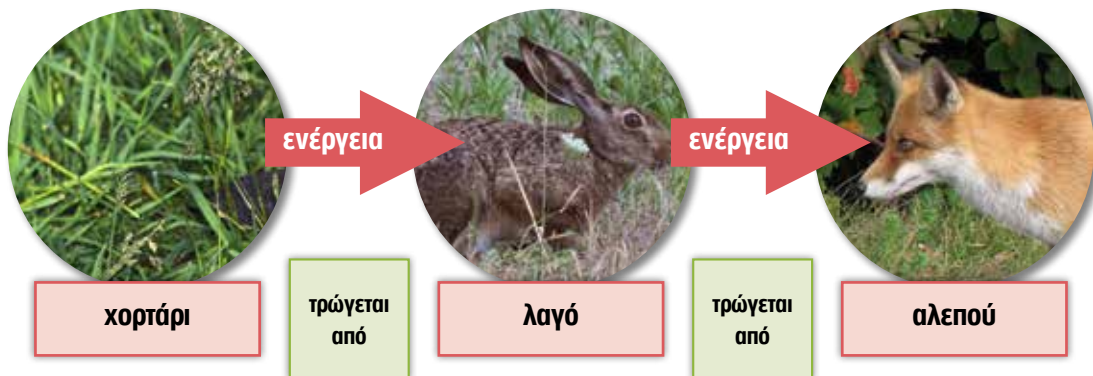 ενέργεια
ενέργεια
χορτάρι
τρώγεται
από
λαγό
τρώγεται
από
αλεπού